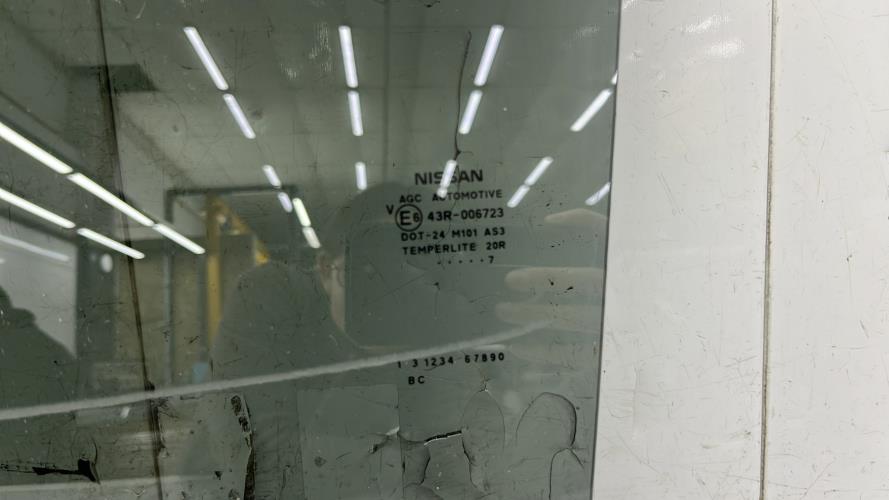 NISSAN
AGC AUTOMOTIVE
V E6 43R-006723
DOT-24 M101 AS3
TEMPERLITE 20R
.....7
1 3 1234 67890
BC